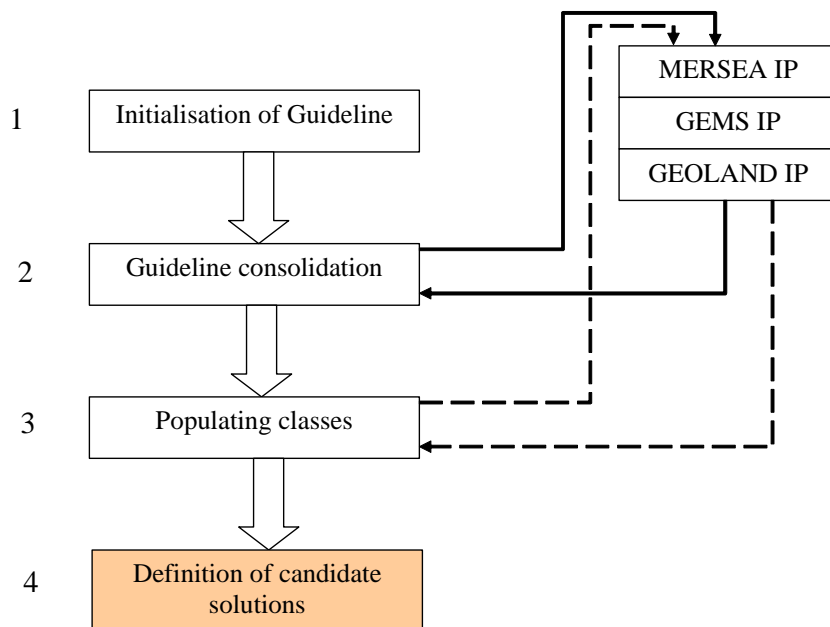 1
Initialisation of Guideline
2
Guideline consolidation
3
Populating classes
4
Definition of candidate
solutions
MERSEA IP
GEMS IP
GEOLAND IP